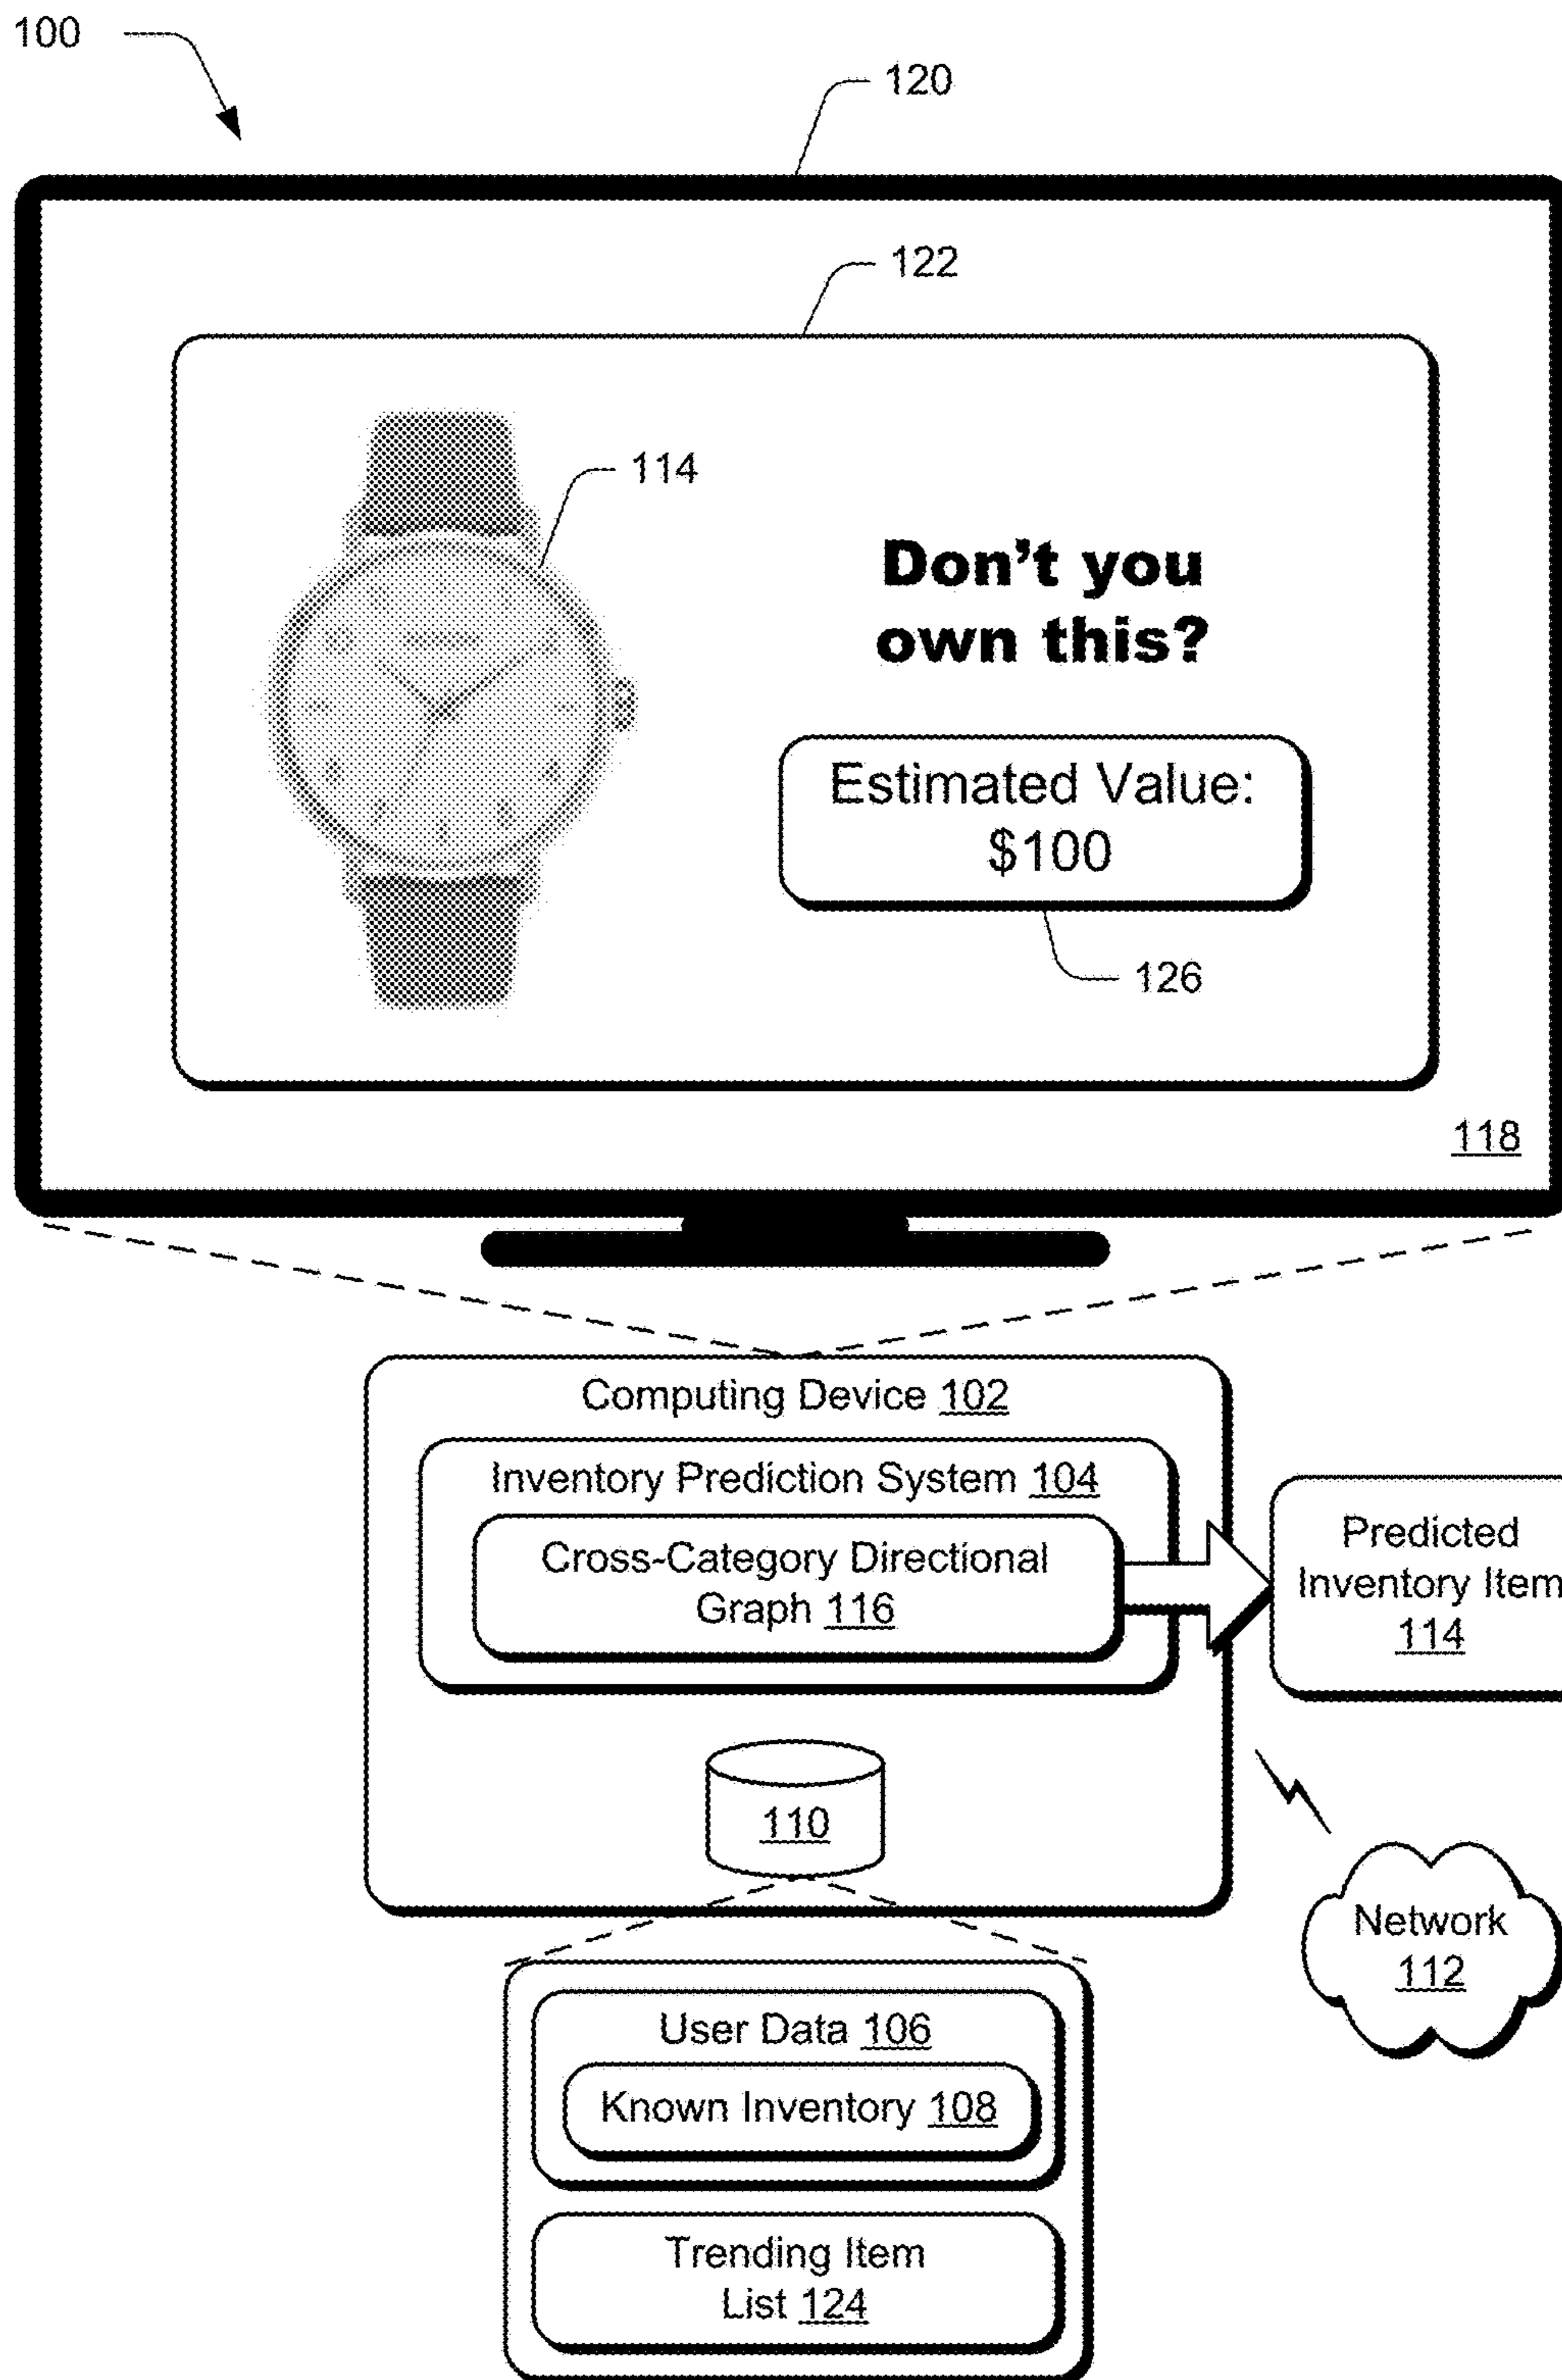 100
120
122
114
Don't you
own this?
Estimated Value:
$100
126
118
Computing Device 102
Inventory Prediction System 104
Cross-Category Directional
Graph 116
Predicted
Inventory Item
114
110
Network
112
User Data 106
Known Inventory 108
Trending Item
List 124